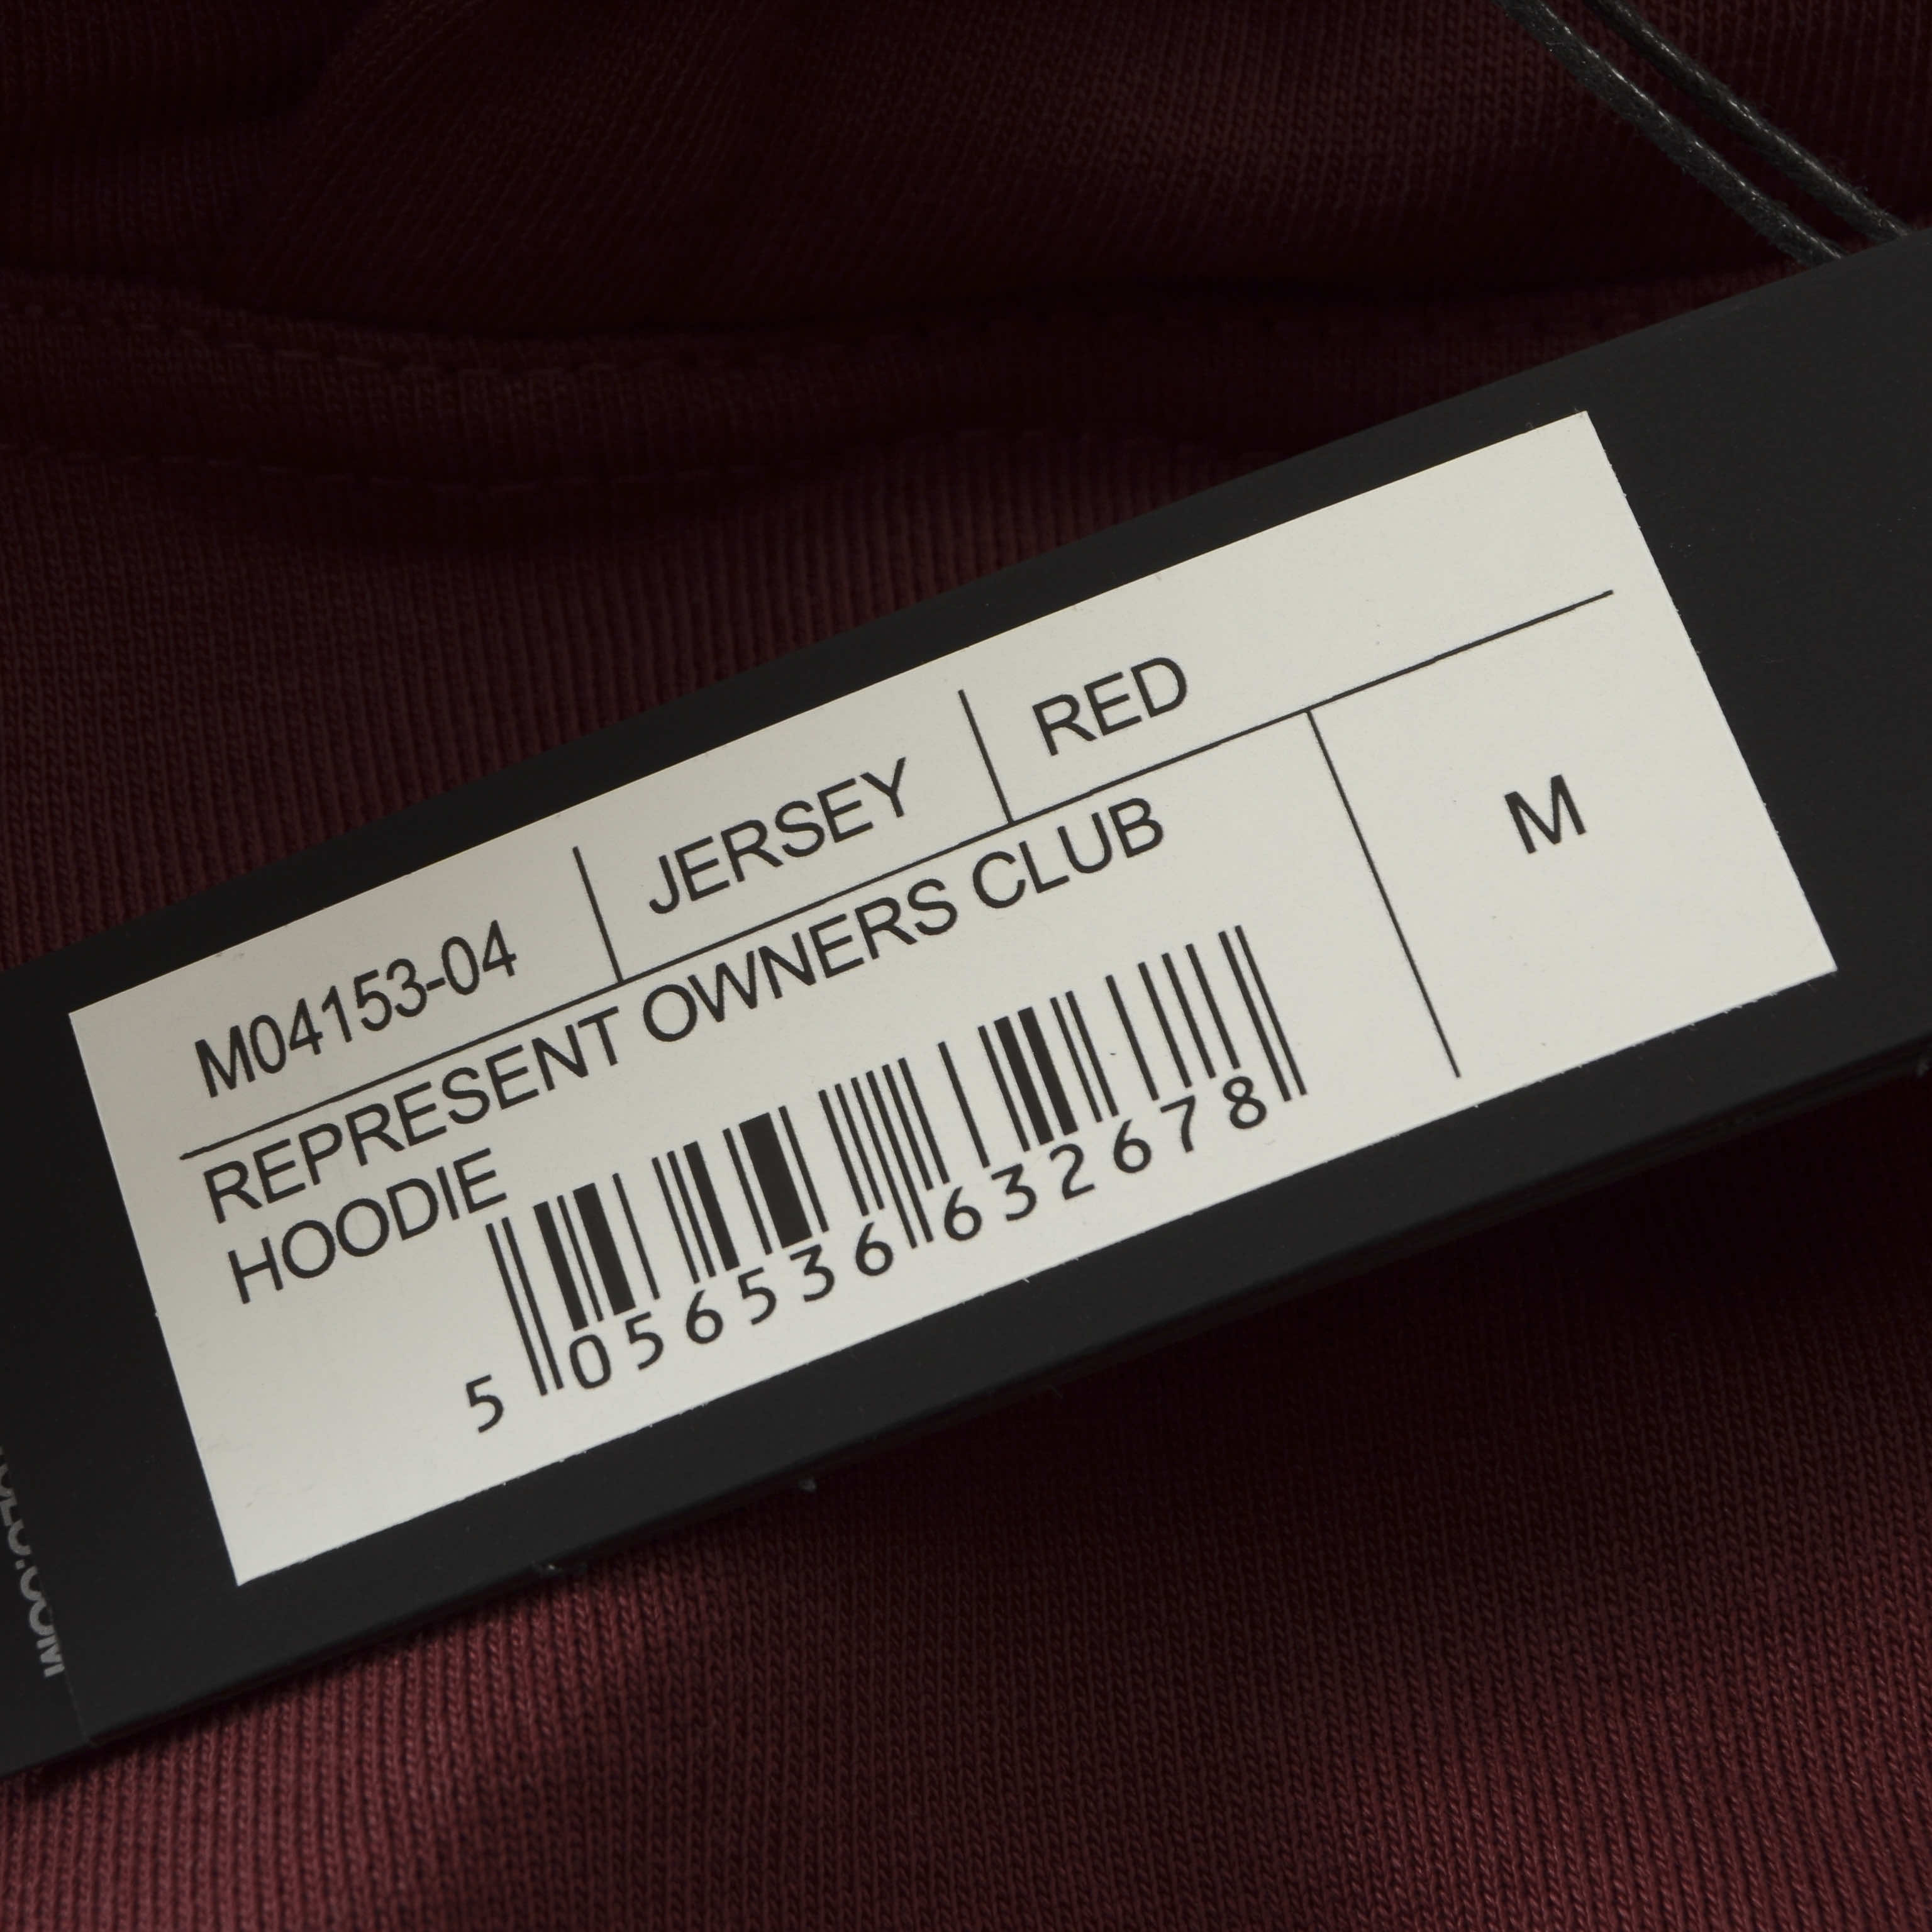 M04153-04 JERSEY RED
REPRESENT OWNERS CLUB
HOODIE
M
5 056536 632678